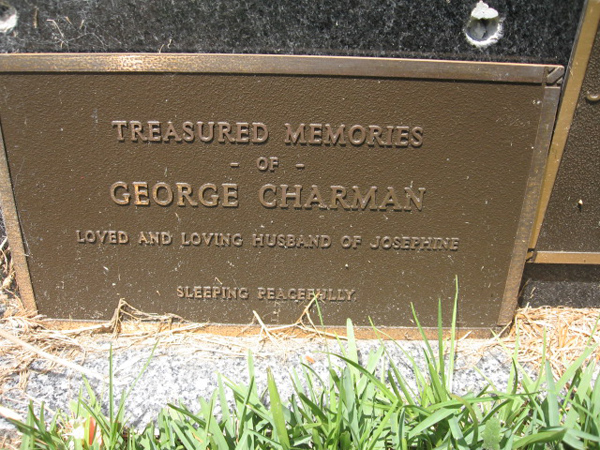 TREASURED MEMORIES
- OF -
GEORGE CHARMAN
LOVED AND LOVING HUSBAND OF JOSEPHINE
SLEEPING PEACEFULLY